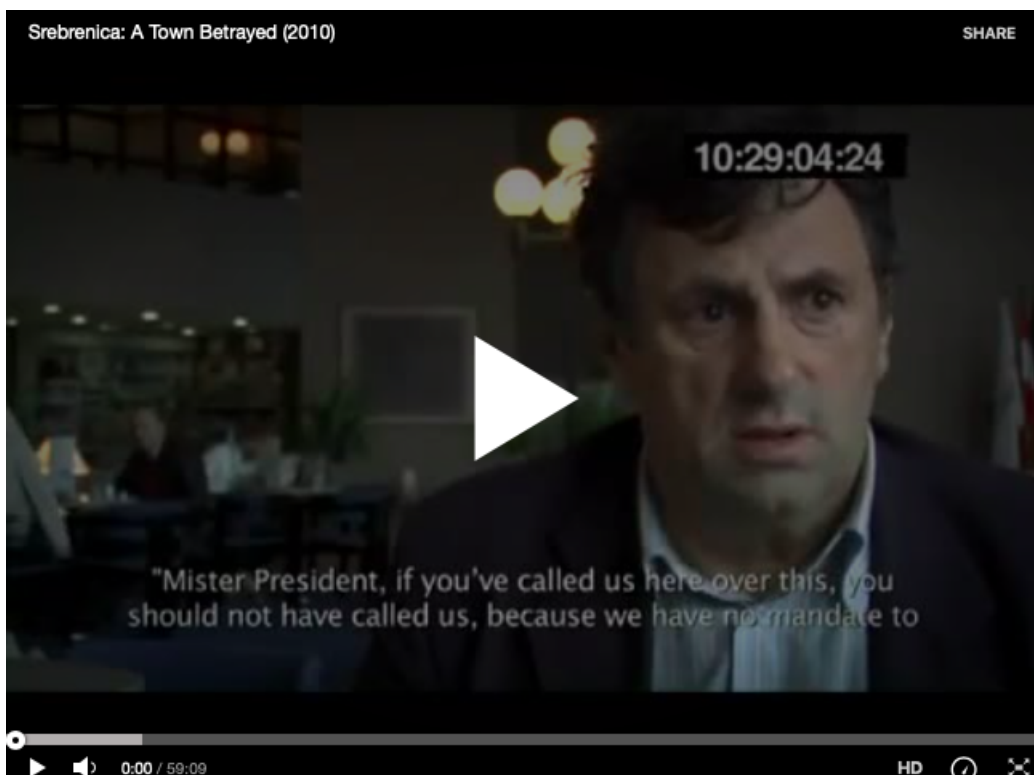 Srebrenica: A Town Betrayed (2010)
SHARE
10:29:04:24
"Mister President, if you've called us here over this, you
should not have called us, because we have no mandate to
0:00 / 59:09
HD